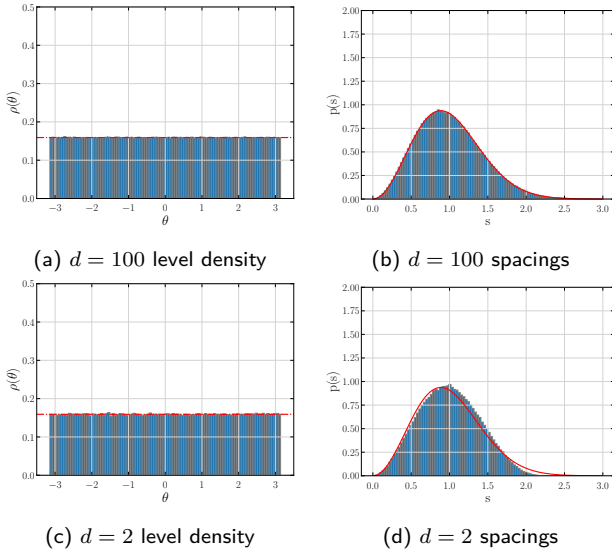 0.5
0.4
0.3
0.2
0.1
0.0
ρ(θ)
−3 −2 −1 0 1 2 3
θ
(a) d = 100 level density
2.00
1.75
1.50
1.25
1.00
0.75
0.50
0.25
0.00
p(s)
0.0 0.5 1.0 1.5 2.0 2.5 3.0
s
(b) d = 100 spacings
0.5
0.4
0.3
0.2
0.1
0.0
ρ(θ)
−3 −2 −1 0 1 2 3
θ
(c) d = 2 level density
2.00
1.75
1.50
1.25
1.00
0.75
0.50
0.25
0.00
p(s)
0.0 0.5 1.0 1.5 2.0 2.5 3.0
s
(d) d = 2 spacings